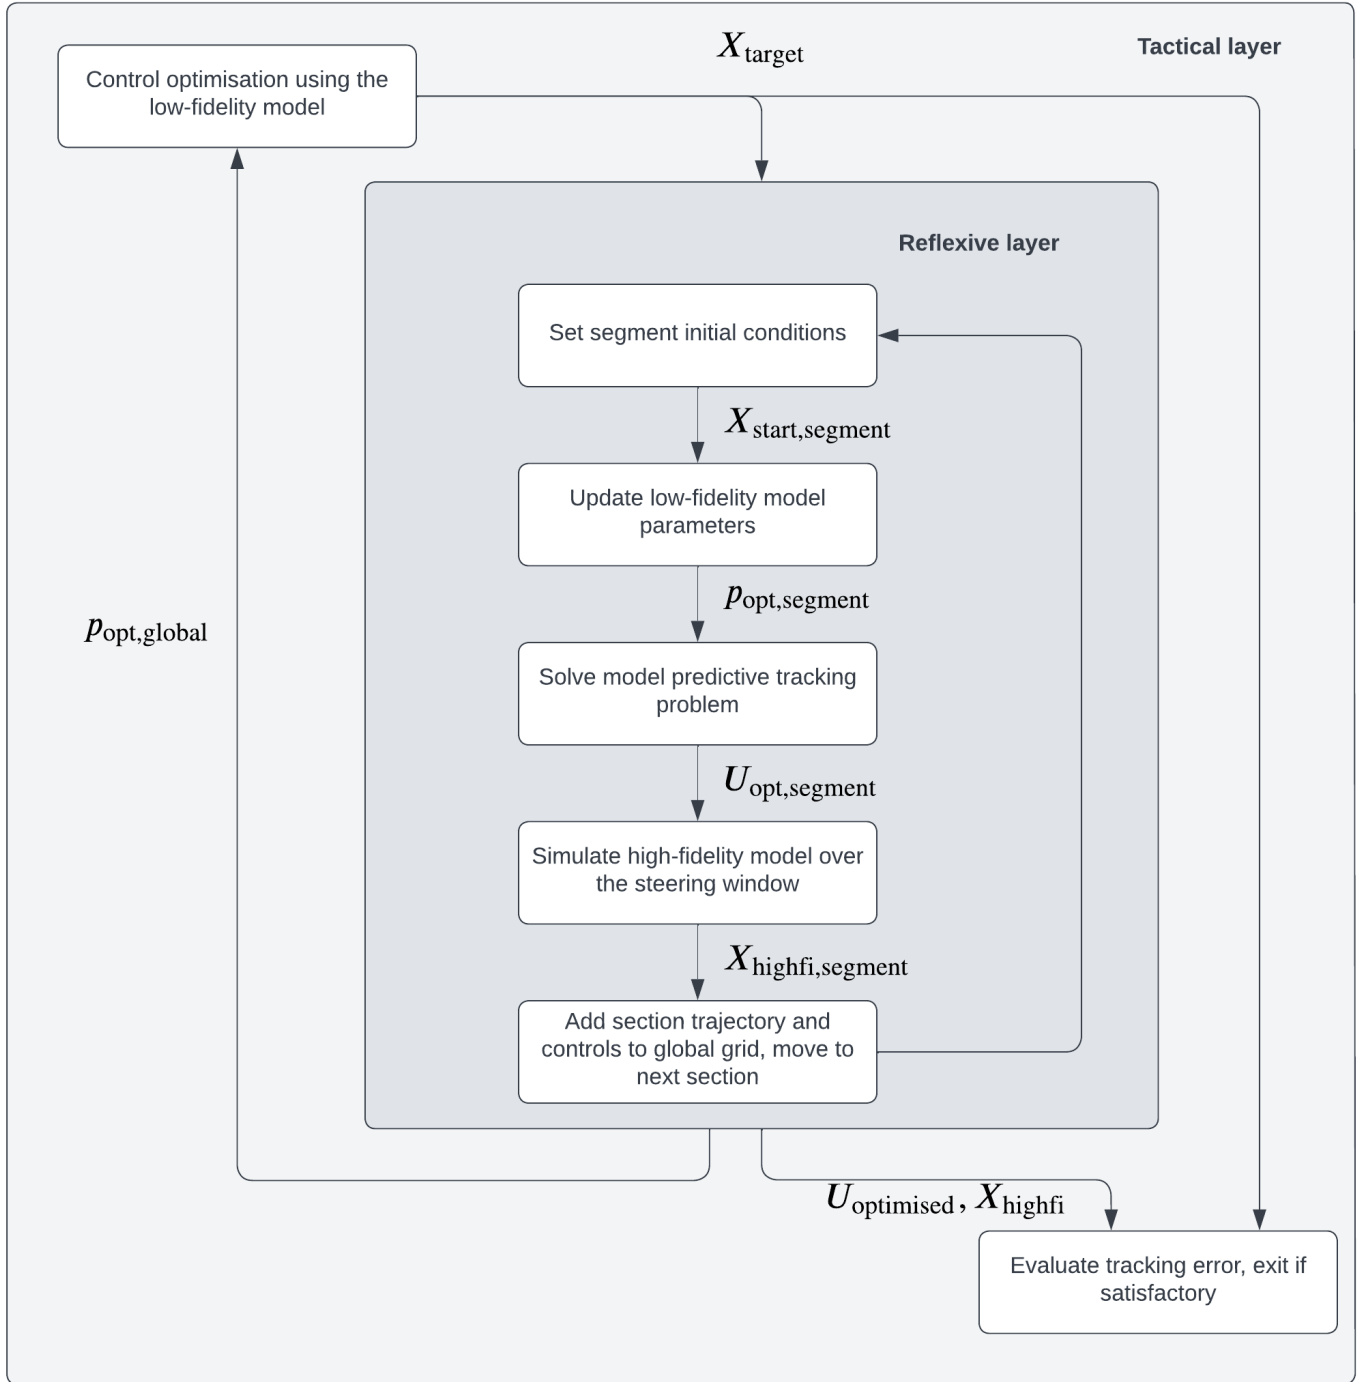 X_target
Tactical layer
Control optimisation using the
low-fidelity model
Reflexive layer
Set segment initial conditions
X_start,segment
Update low-fidelity model
parameters
p_opt,segment
p_opt,global
Solve model predictive tracking
problem
U_opt,segment
Simulate high-fidelity model over
the steering window
X_highfi,segment
Add section trajectory and
controls to global grid, move to
next section
U_optimised, X_highfi
Evaluate tracking error, exit if
satisfactory